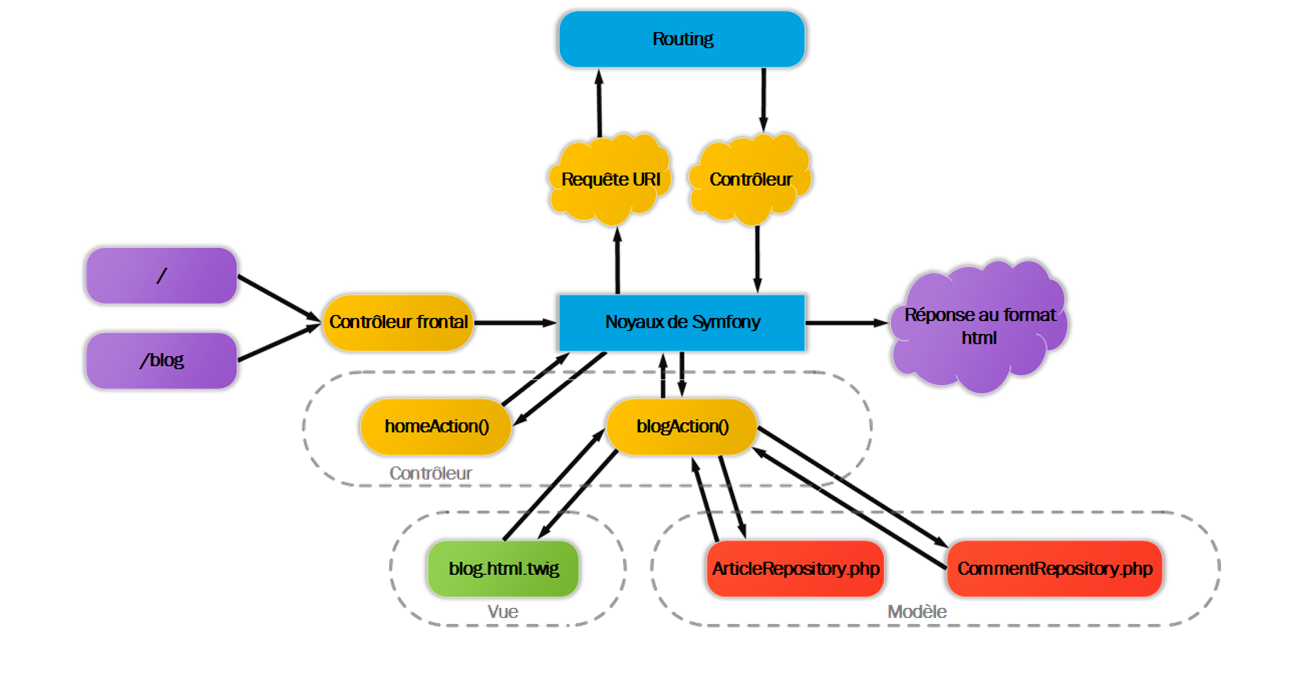 Routing
Requête URI
Contrôleur
/
/blog
Contrôleur frontal
Noyaux de Symfony
Réponse au format
html
homeAction()
blogAction()
Contrôleur
blog.html.twig
ArticleRepository.php
CommentRepository.php
Vue
Modèle